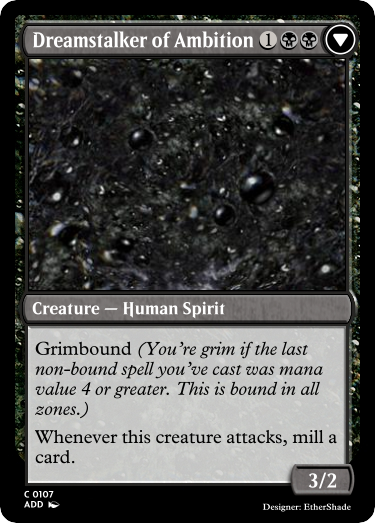 Dreamstalker of Ambition 1
Creature — Human Spirit
Grimbound (You're grim if the last
non-bound spell you've cast was mana
value 4 or greater. This is bound in all
zones.)
Whenever this creature attacks, mill a
card.
3/2
C 0107
ADD Designer: EtherShade